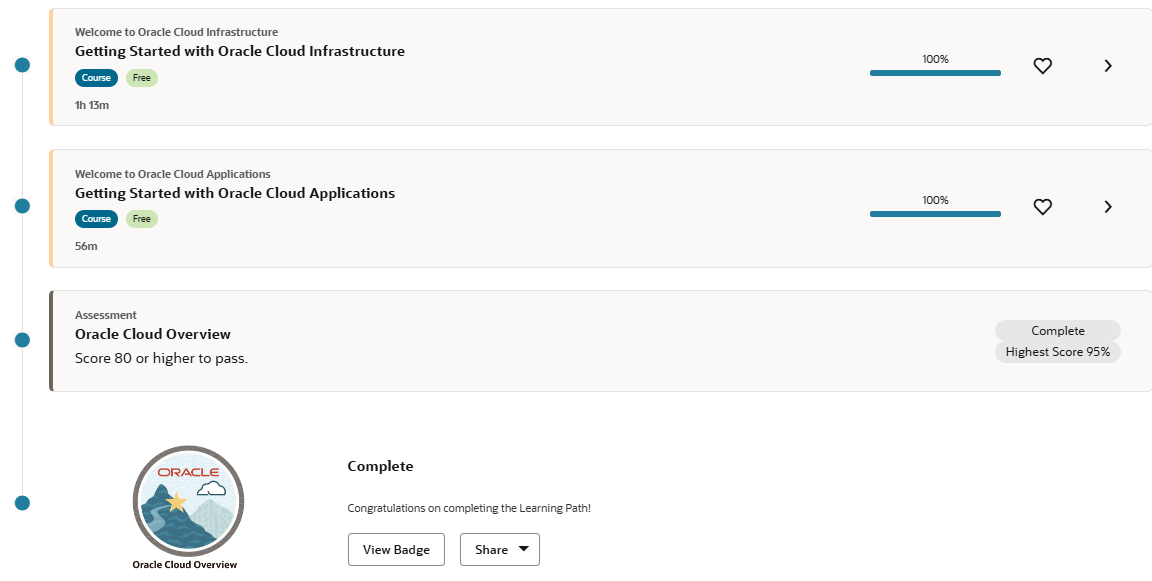 Welcome to Oracle Cloud Infrastructure
Getting Started with Oracle Cloud Infrastructure
Course
Free
100%
1h 13m
Welcome to Oracle Cloud Applications
Getting Started with Oracle Cloud Applications
Course
Free
100%
56m
Assessment
Oracle Cloud Overview
Score 80 or higher to pass.
Complete
Highest Score 95%
ORACLE
Oracle Cloud Overview
Complete
Congratulations on completing the Learning Path!
View Badge
Share